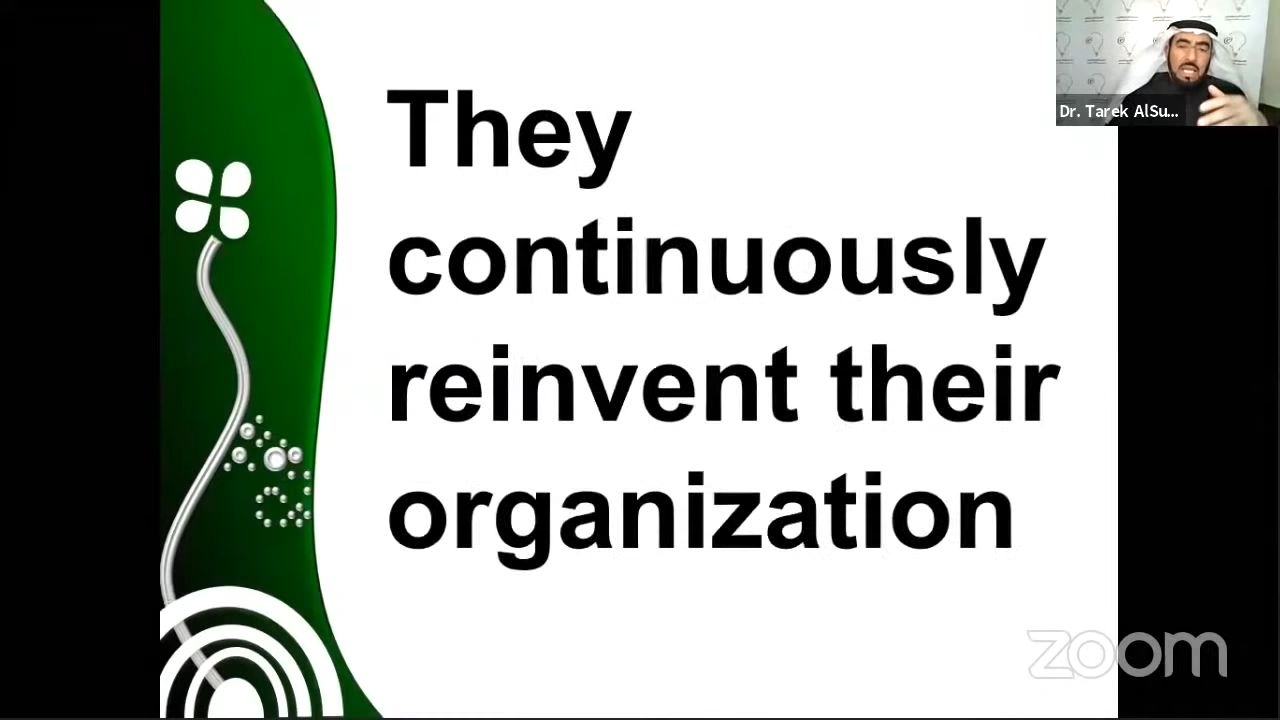 They
continuously
reinvent their
organization
Dr. Tarek AlSu...
zoom